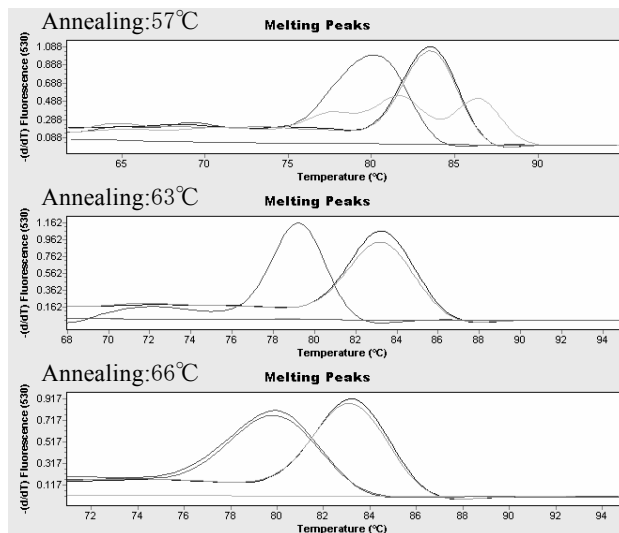 Annealing:57℃
Melting Peaks
-(d/dT) Fluorescence (530)
1.088
0.888
0.688
0.488
0.288
0.088
65 70 75 80 85 90
Temperature (°C)
Annealing:63℃
Melting Peaks
-(d/dT) Fluorescence (530)
1.162
0.962
0.762
0.562
0.362
0.162
68 70 72 74 76 78 80 82 84 86 88 90 92 94
Temperature (°C)
Annealing:66℃
Melting Peaks
-(d/dT) Fluorescence (530)
0.917
0.717
0.517
0.317
0.117
72 74 76 78 80 82 84 86 88 90 92 94
Temperature (°C)